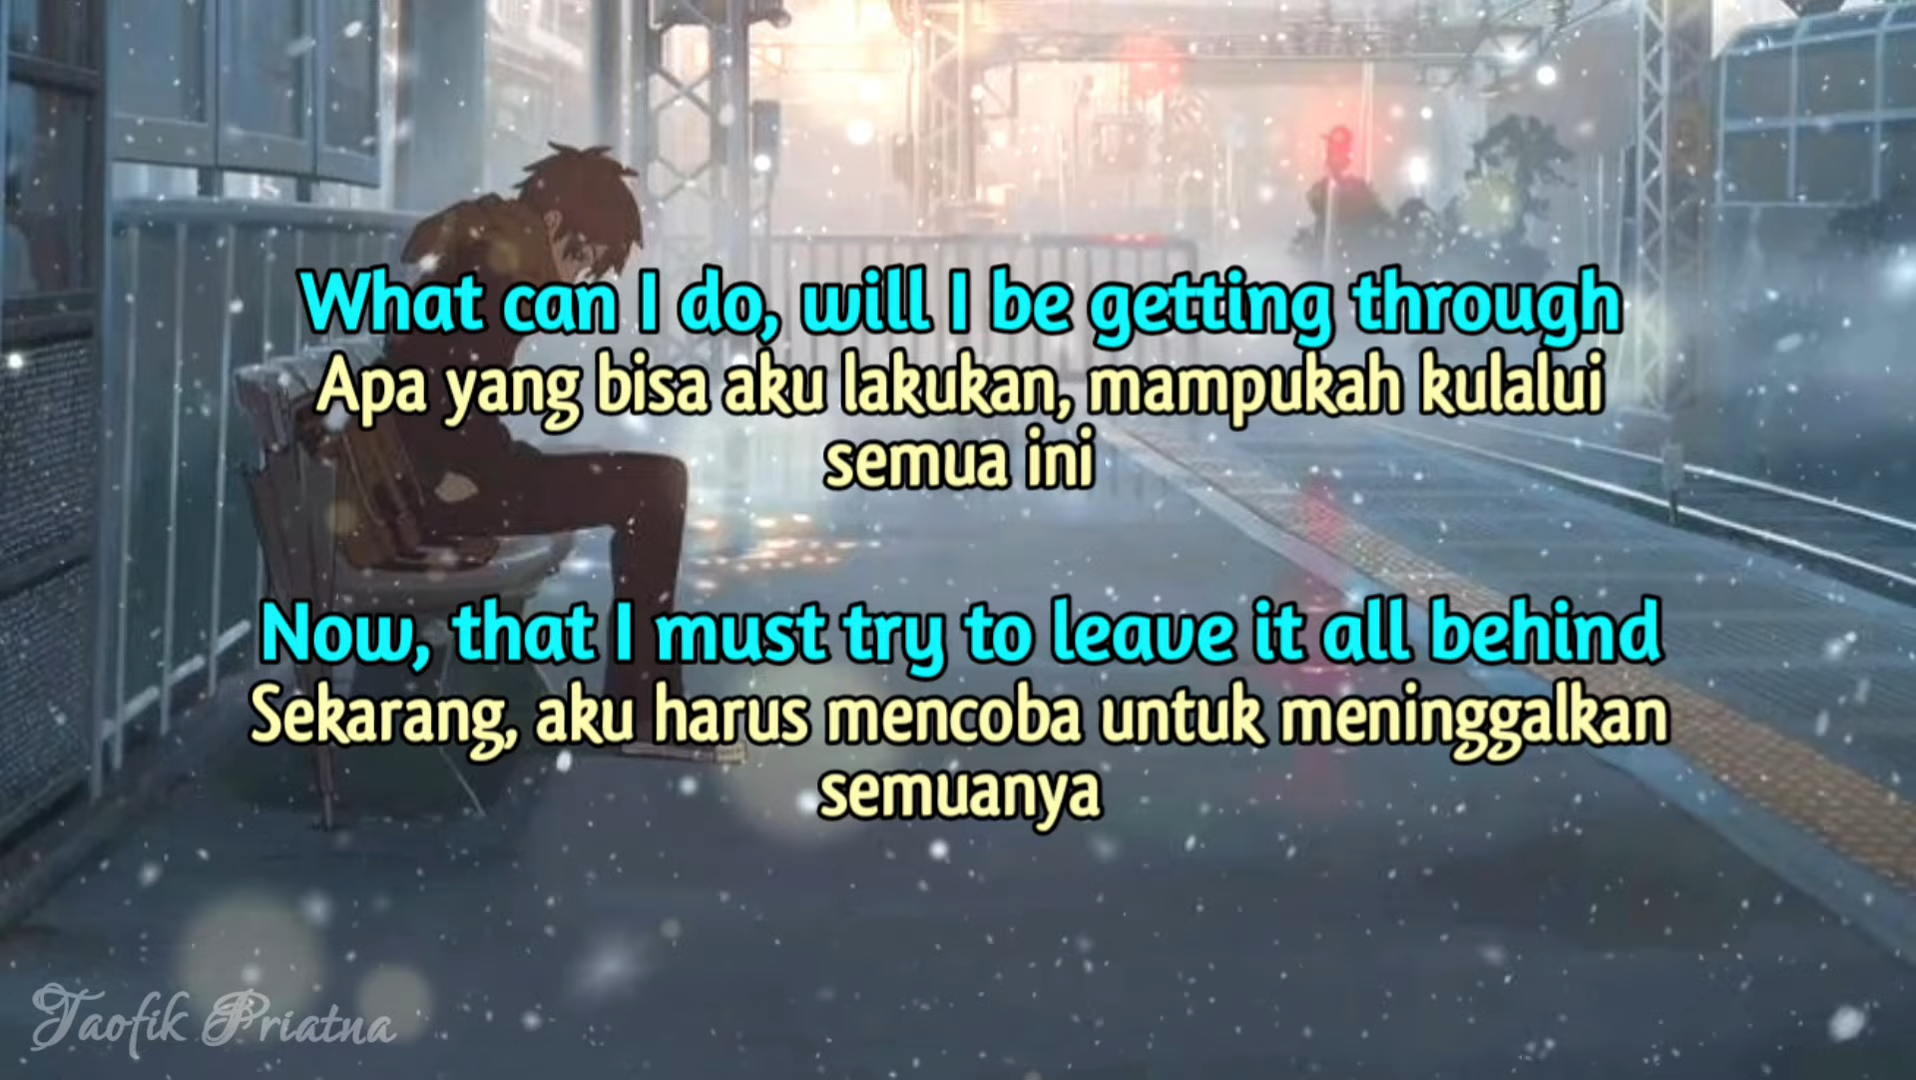 What can I do, will I be getting through
Apa yang bisa aku lakukan, mampukah kulalui
semua ini
Now, that I must try to leave it all behind
Sekarang, aku harus mencoba untuk meninggalkan
semuanya
Taofik Priatna